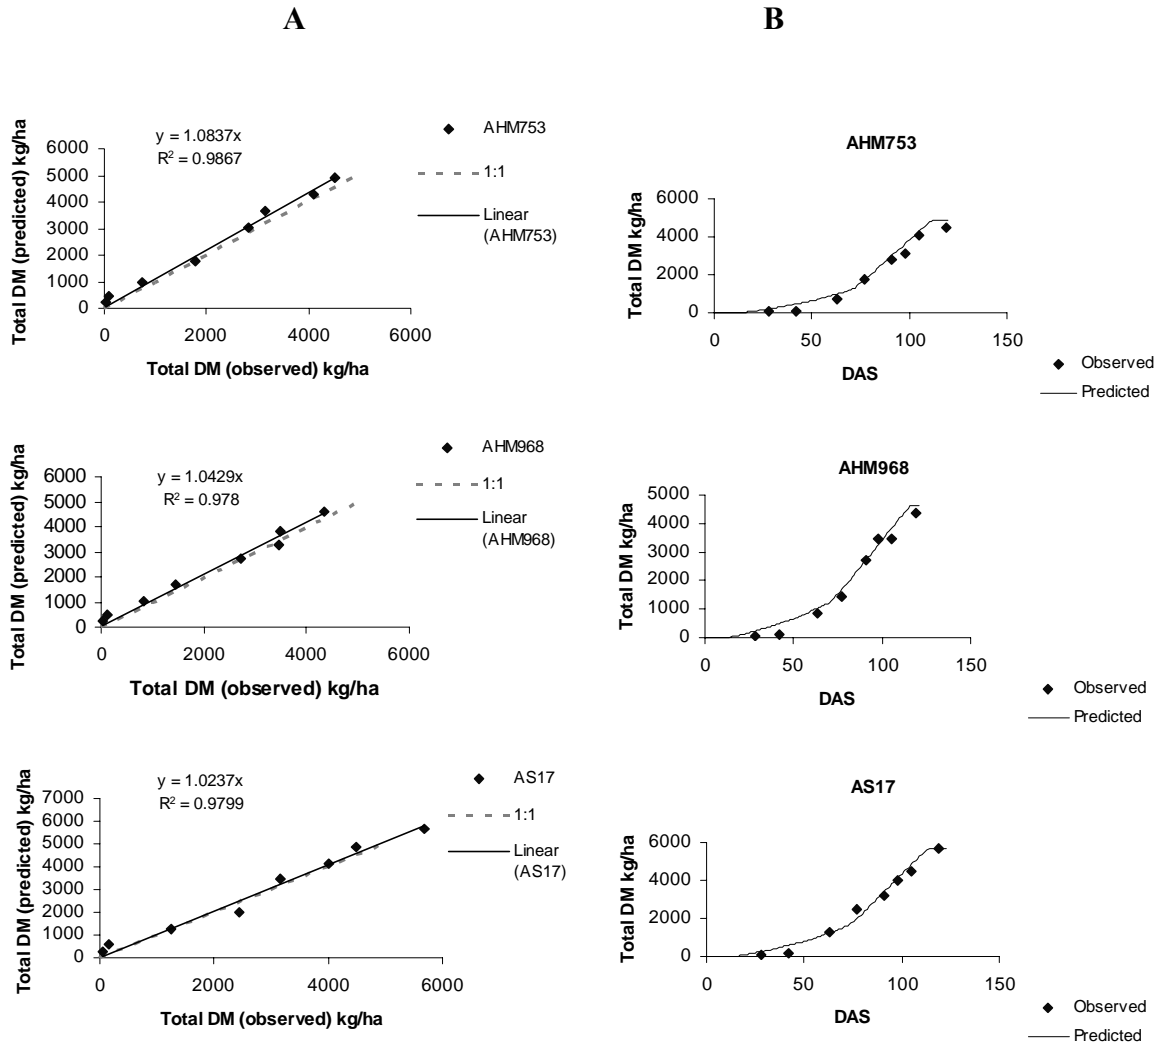 A
B
y = 1.0837x
R² = 0.9867
AHM753
1:1
Linear
(AHM753)
Total DM (predicted) kg/ha
6000
5000
4000
3000
2000
1000
0
0 2000 4000 6000
Total DM (observed) kg/ha
AHM753
Total DM kg/ha
6000
4000
2000
0
0 50 100 150
DAS
Observed
Predicted
y = 1.0429x
R² = 0.978
AHM968
1:1
Linear
(AHM968)
Total DM (predicted) kg/ha
6000
5000
4000
3000
2000
1000
0
0 2000 4000 6000
Total DM (observed) kg/ha
AHM968
Total DM kg/ha
5000
4000
3000
2000
1000
0
0 50 100 150
DAS
Observed
Predicted
y = 1.0237x
R² = 0.9799
AS17
1:1
Linear
(AS17)
Total DM (predicted) kg/ha
7000
6000
5000
4000
3000
2000
1000
0
0 2000 4000 6000
Total DM (observed) kg/ha
AS17
Total DM kg/ha
6000
4000
2000
0
0 50 100 150
DAS
Observed
Predicted